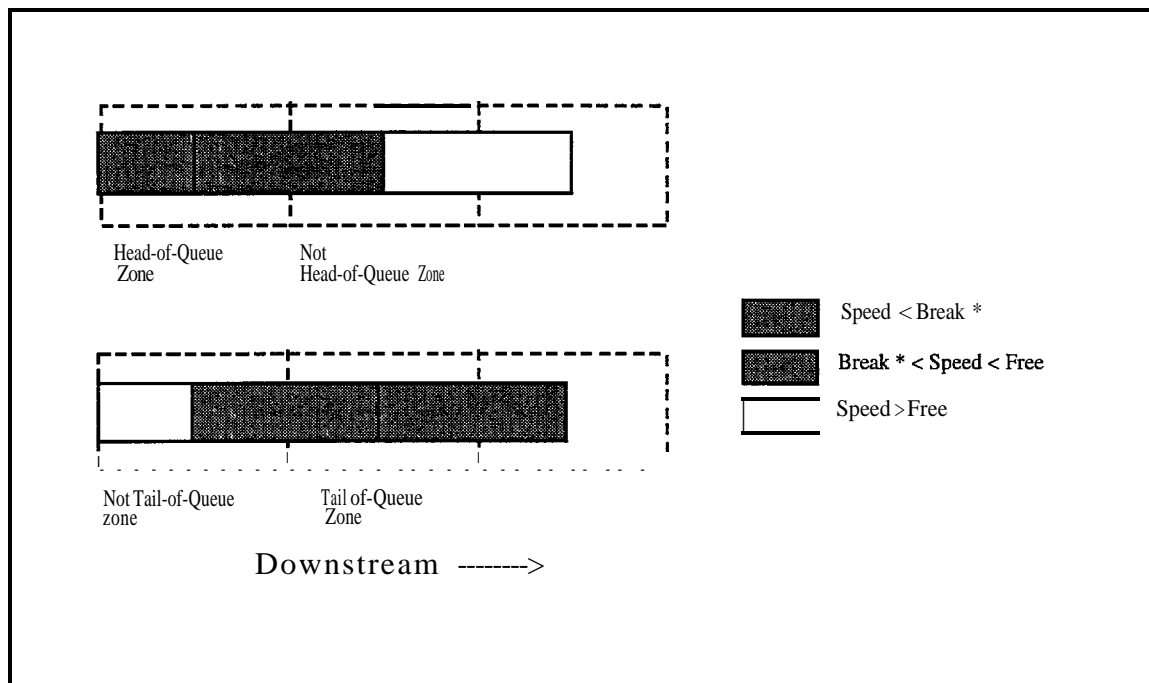 Head-of-Queue
Zone
Not
Head-of-Queue Zone
Speed < Break *
Break * < Speed < Free
Speed > Free
Not Tail-of-Queue
zone
Tail of-Queue
Zone
Downstream -------->